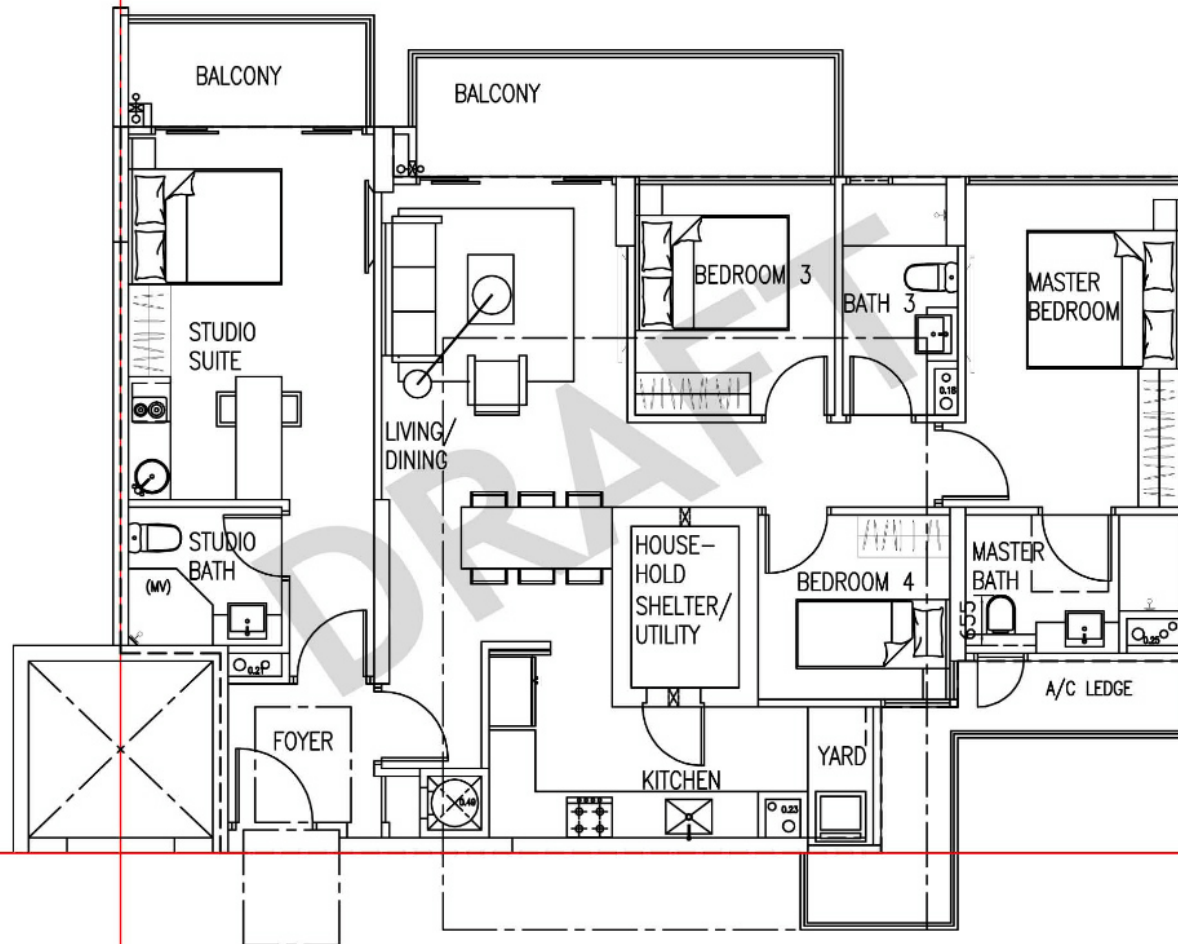 BALCONY
BALCONY
BEDROOM 3
BATH 3
MASTER
BEDROOM
STUDIO
SUITE
0.18
LIVING/
DINING
DRAFT
STUDIO
BATH
(MV)
HOUSE-
HOLD
SHELTER/
UTILITY
BEDROOM 4
MASTER
BATH
655
0.25
0.21
A/C LEDGE
FOYER
YARD
KITCHEN
0.49
0.23